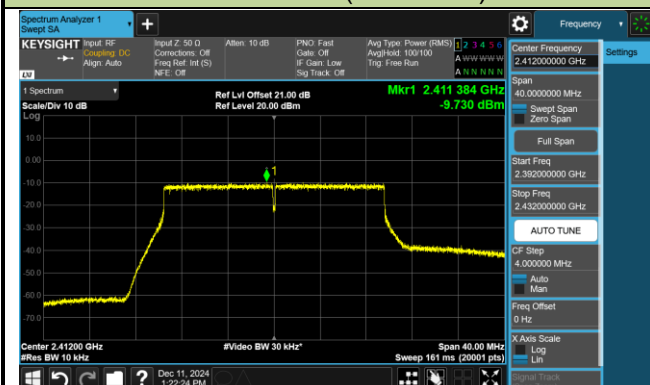 Spectrum Analyzer 1
Swept SA
Frequency
KEYSIGHT
Input: RF
Coupling: DC
Align: Auto
Input Z: 50 Ω
Corrections: Off
Freq Ref: Int (S)
NFE: Off
Atten: 10 dB
PNO: Fast
Gate: Off
IF Gain: Low
Sig Track: Off
Avg Type: Power (RMS)
Avg|Hold: 100/100
Trig: Free Run
1 2 3 4 5 6
A W W W W W
A N N N N N
Center Frequency
2.412000000 GHz
Settings
1 Spectrum
Scale/Div 10 dB
Log
Ref Lvl Offset 21.00 dB
Ref Level 20.00 dBm
Mkr1 2.411 384 GHz
-9.730 dBm
Span
40.0000000 MHz
Swept Span
Zero Span
Full Span
Start Freq
2.392000000 GHz
Stop Freq
2.432000000 GHz
AUTO TUNE
CF Step
4.000000 MHz
Auto
Man
Freq Offset
0 Hz
X Axis Scale
Log
Lin
Signal Track
10.0
0.00
-10.0
-20.0
-30.0
-40.0
-50.0
-60.0
-70.0
1
Center 2.41200 GHz
#Res BW 10 kHz
#Video BW 30 kHz*
Span 40.00 MHz
Sweep 161 ms (20001 pts)
?
Dec 11, 2024
1:22:24 PM